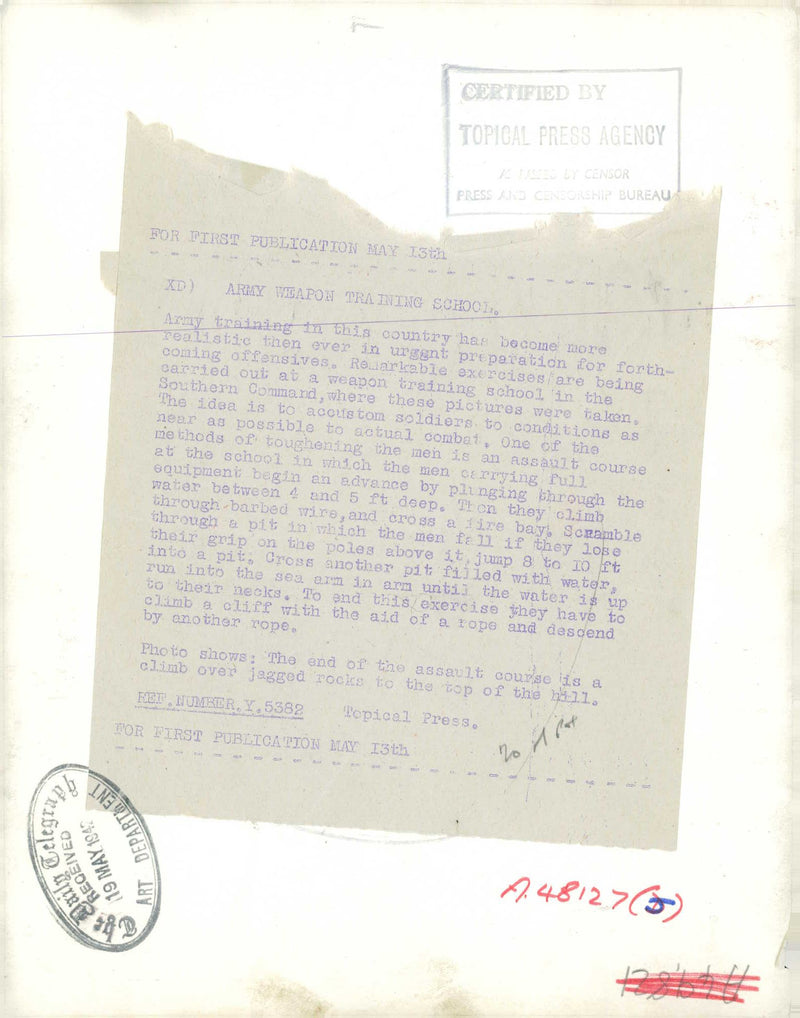 CERTIFIED BY
TOPICAL PRESS AGENCY
AS PASSED BY CENSOR
PRESS AND CENSORSHIP BUREAU
FOR FIRST PUBLICATION MAY I3th
XD) ARMY WEAPON TRAINING SCHOOL.
Army training in this country has become more
realistic then ever in urggnt preparation for forth-
coming offensives. Remarkable exercises are being
carried out at a weapon training school in the
Southern Command,where these pictures were taken.
The idea is to accustom soldiers to conditions as
near as possible to actual combat. One of the
methods of toughening the men is an assault course
at the school in which the men carrying full
equipment begin an advance by plunging through the
water between 4 and 5 ft deep. Then they climb
through barbed wire,and cross a fire bay. Scramble
through a pit in which the men fall if they lose
their grip on the poles above it,jump 8 to IO ft
into a pit. Cross another pit filled with water,
run into the sea arm in arm until the water is up
to their necks. To end this exercise they have to
climb a cliff with the aid of a rope and descend
by another rope.
Photo shows: The end of the assault course is a
climb over jagged rocks to the top of the hill.
REF.NUMBER.Y.5382 Topical Press.
FOR FIRST PUBLICATION MAY I3th
The Daily Telegraph
RECEIVED
19 MAY 1942
ART DEPARTMENT
A.48127(J)